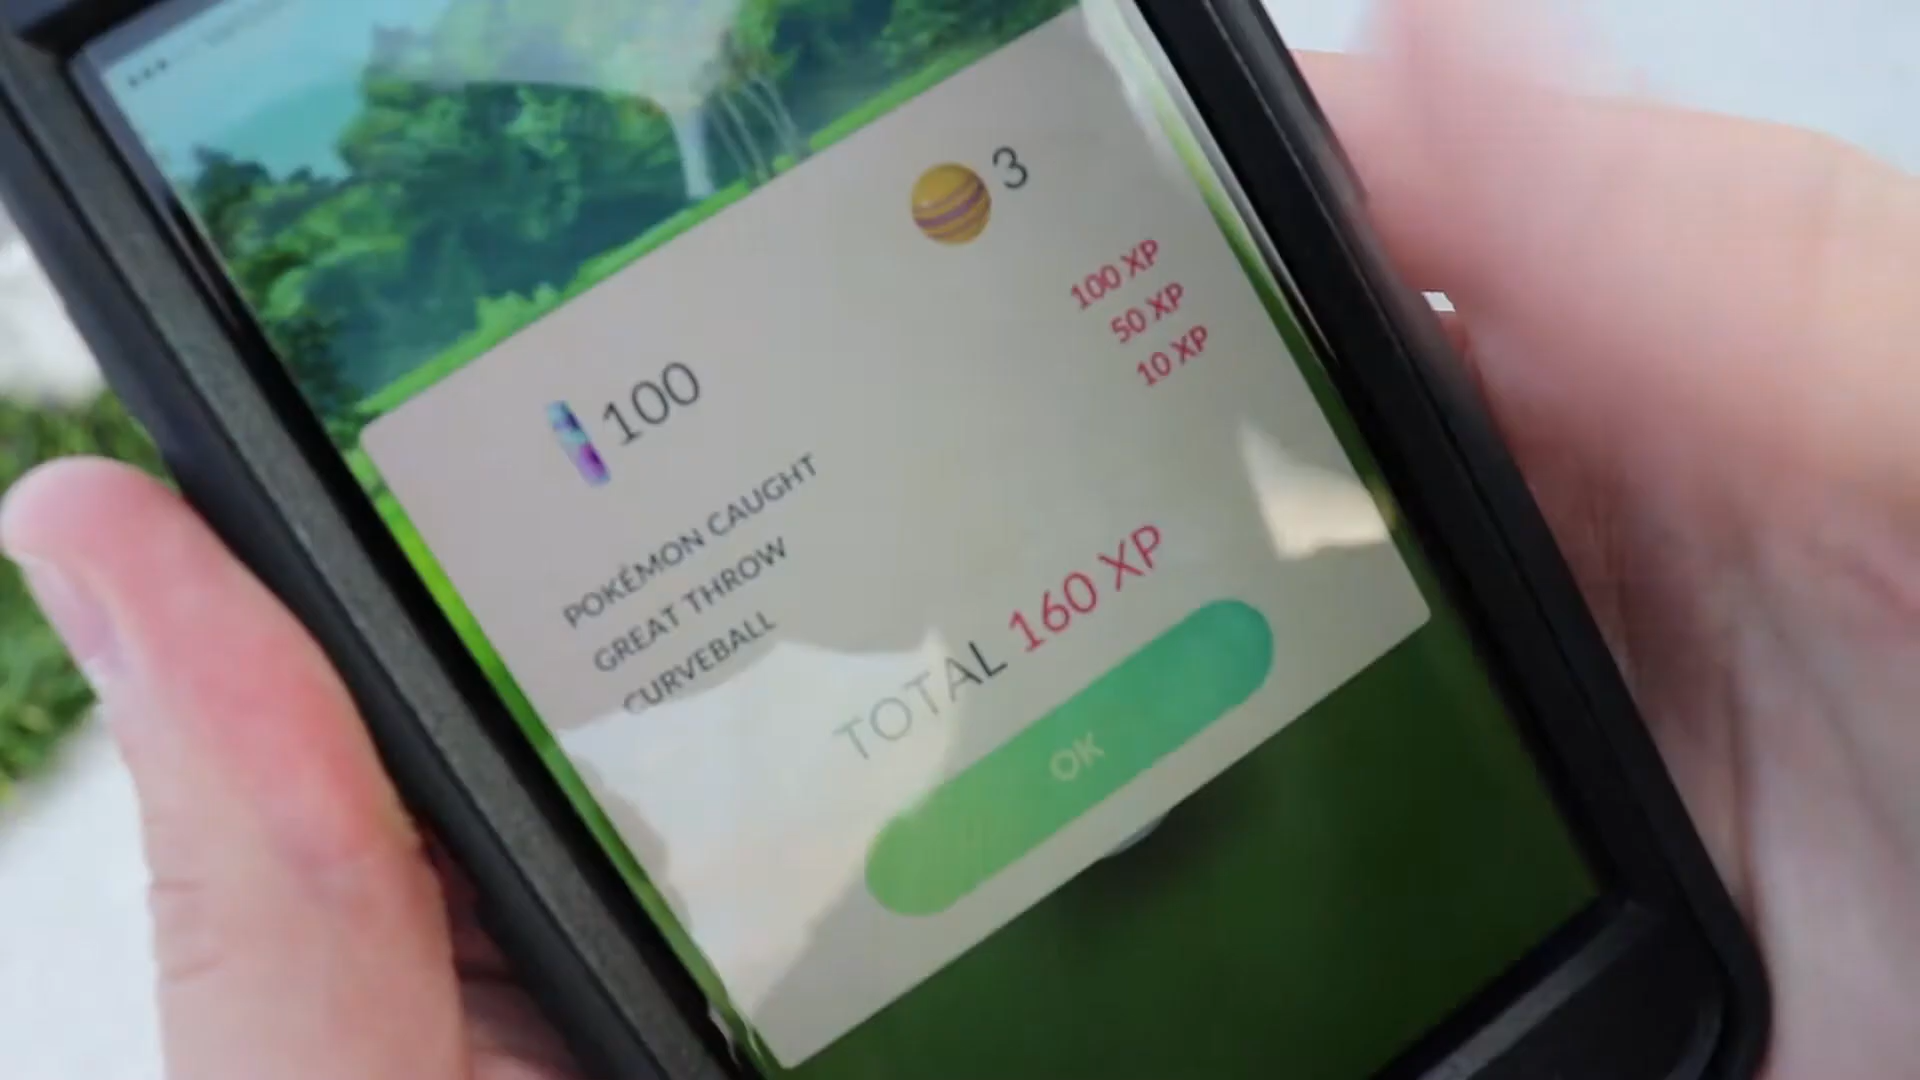 100 3
POKÉMON CAUGHT 100 XP
GREAT THROW 50 XP
CURVEBALL 10 XP
TOTAL 160 XP
OK